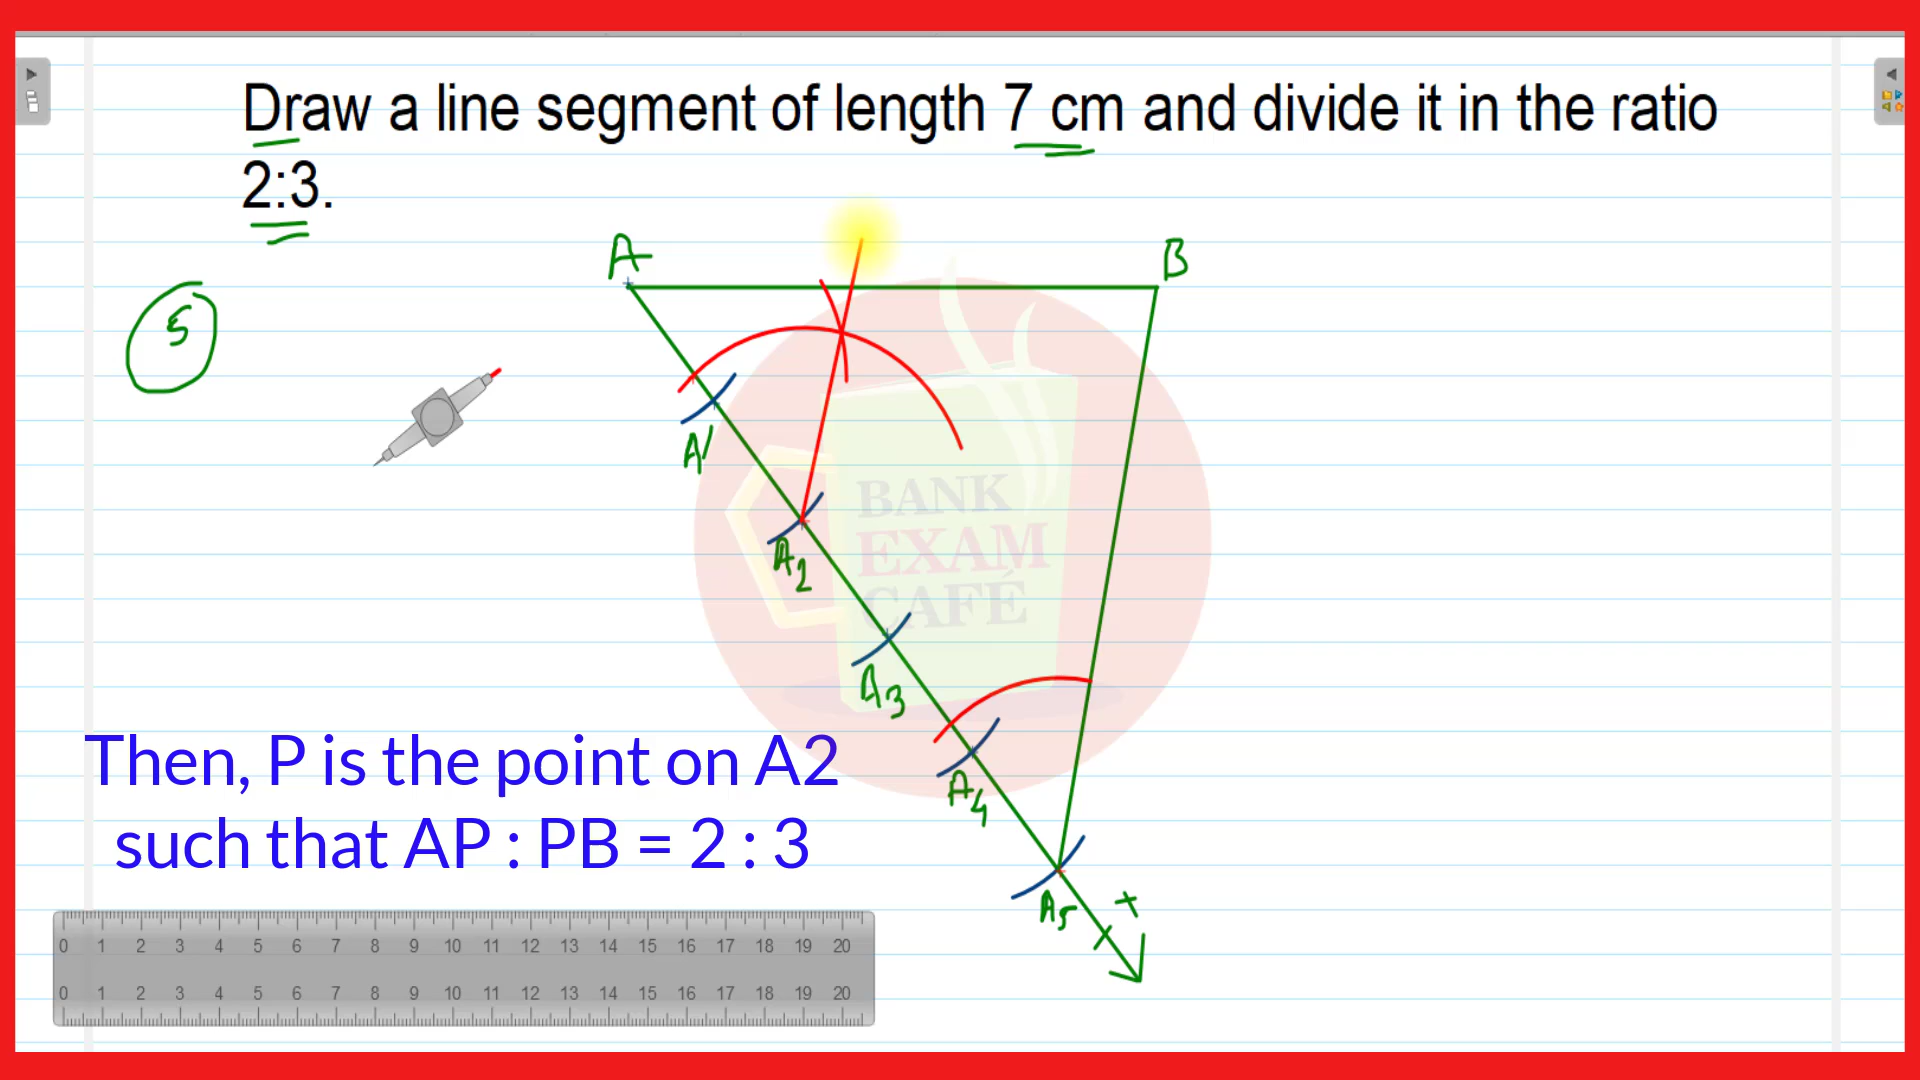 Draw a line segment of length 7 cm and divide it in the ratio
2:3.
A
B
5
A1
BANK
EXAM
CAFÉ
A2
A3
Then, P is the point on A2
such that AP : PB = 2 : 3
A4
A5
x
0 1 2 3 4 5 6 7 8 9 10 11 12 13 14 15 16 17 18 19 20
0 1 2 3 4 5 6 7 8 9 10 11 12 13 14 15 16 17 18 19 20